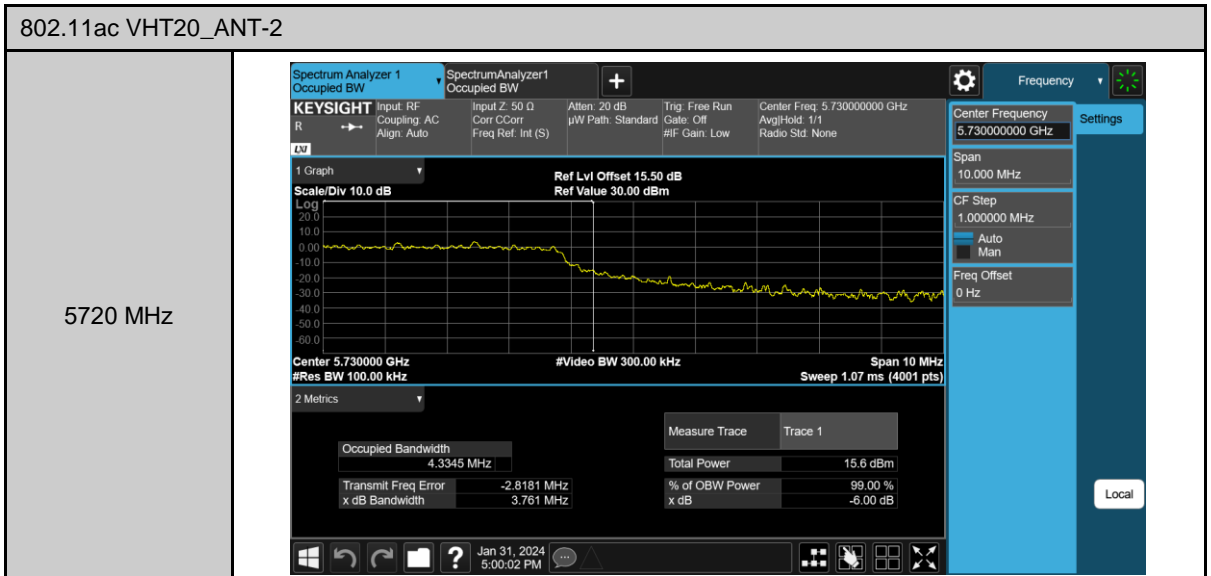 802.11ac VHT20_ANT-2
5720 MHz
Spectrum Analyzer 1
Occupied BW
SpectrumAnalyzer1
Occupied BW
Frequency
KEYSIGHT
R
LXI
Input: RF
Coupling: AC
Align: Auto
Input Z: 50 Ω
Corr CCorr
Freq Ref: Int (S)
Atten: 20 dB
µW Path: Standard
Trig: Free Run
Gate: Off
#IF Gain: Low
Center Freq: 5.730000000 GHz
Avg|Hold: 1/1
Radio Std: None
Center Frequency
5.730000000 GHz
Settings
Span
10.000 MHz
CF Step
1.000000 MHz
Auto
Man
Freq Offset
0 Hz
Local
1 Graph
Scale/Div 10.0 dB
Ref Lvl Offset 15.50 dB
Ref Value 30.00 dBm
Log
20.0
10.0
0.00
-10.0
-20.0
-30.0
-40.0
-50.0
-60.0
Center 5.730000 GHz
#Res BW 100.00 kHz
#Video BW 300.00 kHz
Span 10 MHz
Sweep 1.07 ms (4001 pts)
2 Metrics
Measure Trace Trace 1
Occupied Bandwidth
4.3345 MHz
Total Power 15.6 dBm
Transmit Freq Error -2.8181 MHz
% of OBW Power 99.00 %
x dB Bandwidth 3.761 MHz
x dB -6.00 dB
?
Jan 31, 2024
5:00:02 PM